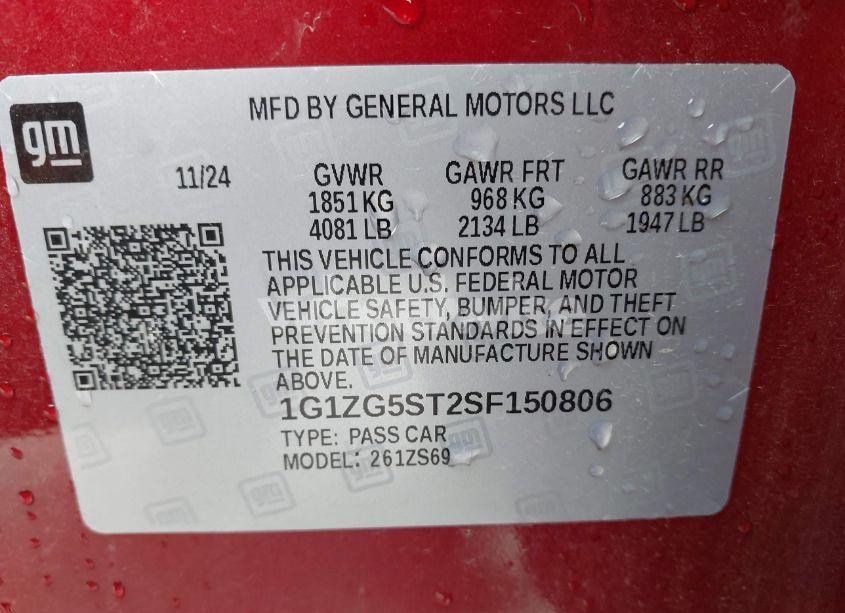 MFD BY GENERAL MOTORS LLC
gm
11/24 GVWR GAWR FRT GAWR RR
1851 KG 968 KG 883 KG
4081 LB 2134 LB 1947 LB
THIS VEHICLE CONFORMS TO ALL
APPLICABLE U.S. FEDERAL MOTOR
VEHICLE SAFETY, BUMPER, AND THEFT
PREVENTION STANDARDS IN EFFECT ON
THE DATE OF MANUFACTURE SHOWN
ABOVE.
1G1ZG5ST2SF150806
TYPE: PASS CAR
MODEL: 261ZS69